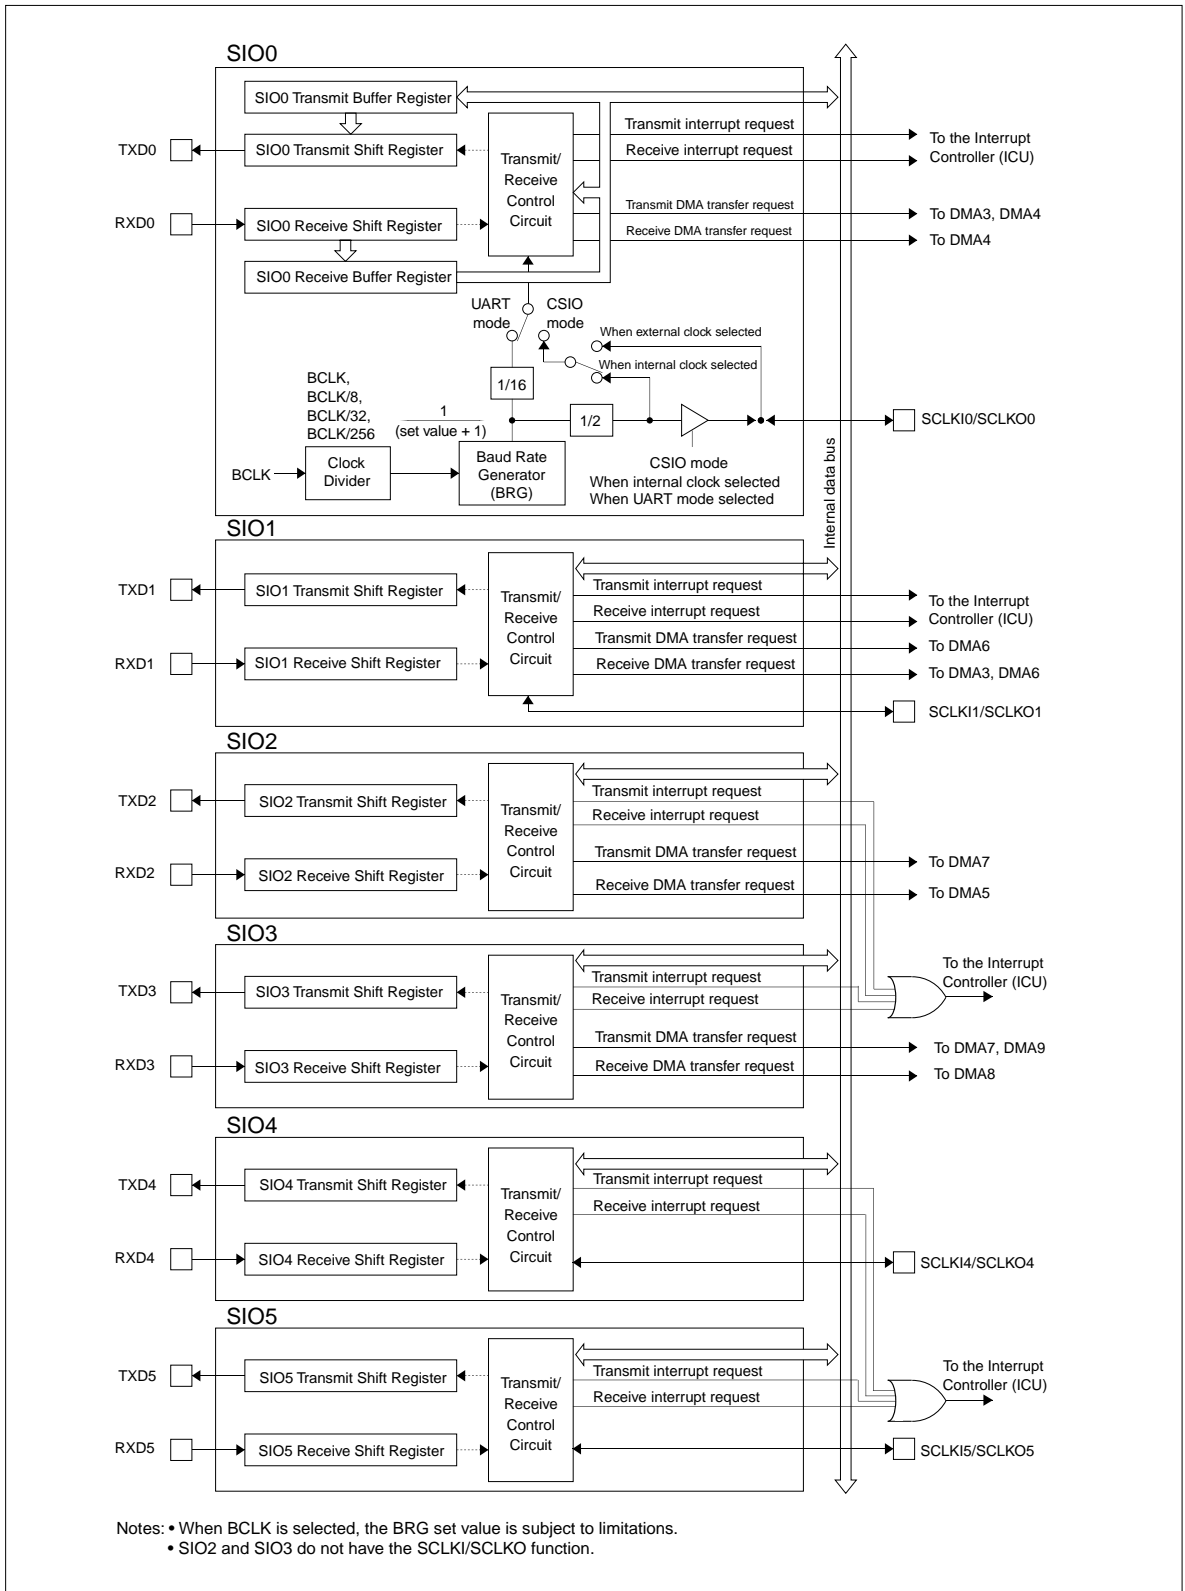 SIO0
SIO0 Transmit Buffer Register
TXD0
SIO0 Transmit Shift Register
RXD0
SIO0 Receive Shift Register
SIO0 Receive Buffer Register
Transmit/
Receive
Control
Circuit
Transmit interrupt request
Receive interrupt request
To the Interrupt
Controller (ICU)
Transmit DMA transfer request
To DMA3, DMA4
Receive DMA transfer request
To DMA4
UART
mode
CSIO
mode
When external clock selected
When internal clock selected
BCLK,
BCLK/8,
BCLK/32,
BCLK/256
1
(set value + 1)
1/16
1/2
SCLKI0/SCLKO0
BCLK
Clock
Divider
Baud Rate
Generator
(BRG)
CSIO mode
When internal clock selected
When UART mode selected
Internal data bus
SIO1
TXD1
SIO1 Transmit Shift Register
RXD1
SIO1 Receive Shift Register
Transmit/
Receive
Control
Circuit
Transmit interrupt request
Receive interrupt request
To the Interrupt
Controller (ICU)
Transmit DMA transfer request
To DMA6
Receive DMA transfer request
To DMA3, DMA6
SCLKI1/SCLKO1
SIO2
TXD2
SIO2 Transmit Shift Register
RXD2
SIO2 Receive Shift Register
Transmit/
Receive
Control
Circuit
Transmit interrupt request
Receive interrupt request
Transmit DMA transfer request
To DMA7
Receive DMA transfer request
To DMA5
SIO3
TXD3
SIO3 Transmit Shift Register
RXD3
SIO3 Receive Shift Register
Transmit/
Receive
Control
Circuit
Transmit interrupt request
Receive interrupt request
To the Interrupt
Controller (ICU)
Transmit DMA transfer request
To DMA7, DMA9
Receive DMA transfer request
To DMA8
SIO4
TXD4
SIO4 Transmit Shift Register
RXD4
SIO4 Receive Shift Register
Transmit/
Receive
Control
Circuit
Transmit interrupt request
Receive interrupt request
SCLKI4/SCLKO4
SIO5
TXD5
SIO5 Transmit Shift Register
RXD5
SIO5 Receive Shift Register
Transmit/
Receive
Control
Circuit
Transmit interrupt request
Receive interrupt request
To the Interrupt
Controller (ICU)
SCLKI5/SCLKO5
Notes: • When BCLK is selected, the BRG set value is subject to limitations.
• SIO2 and SIO3 do not have the SCLKI/SCLKO function.